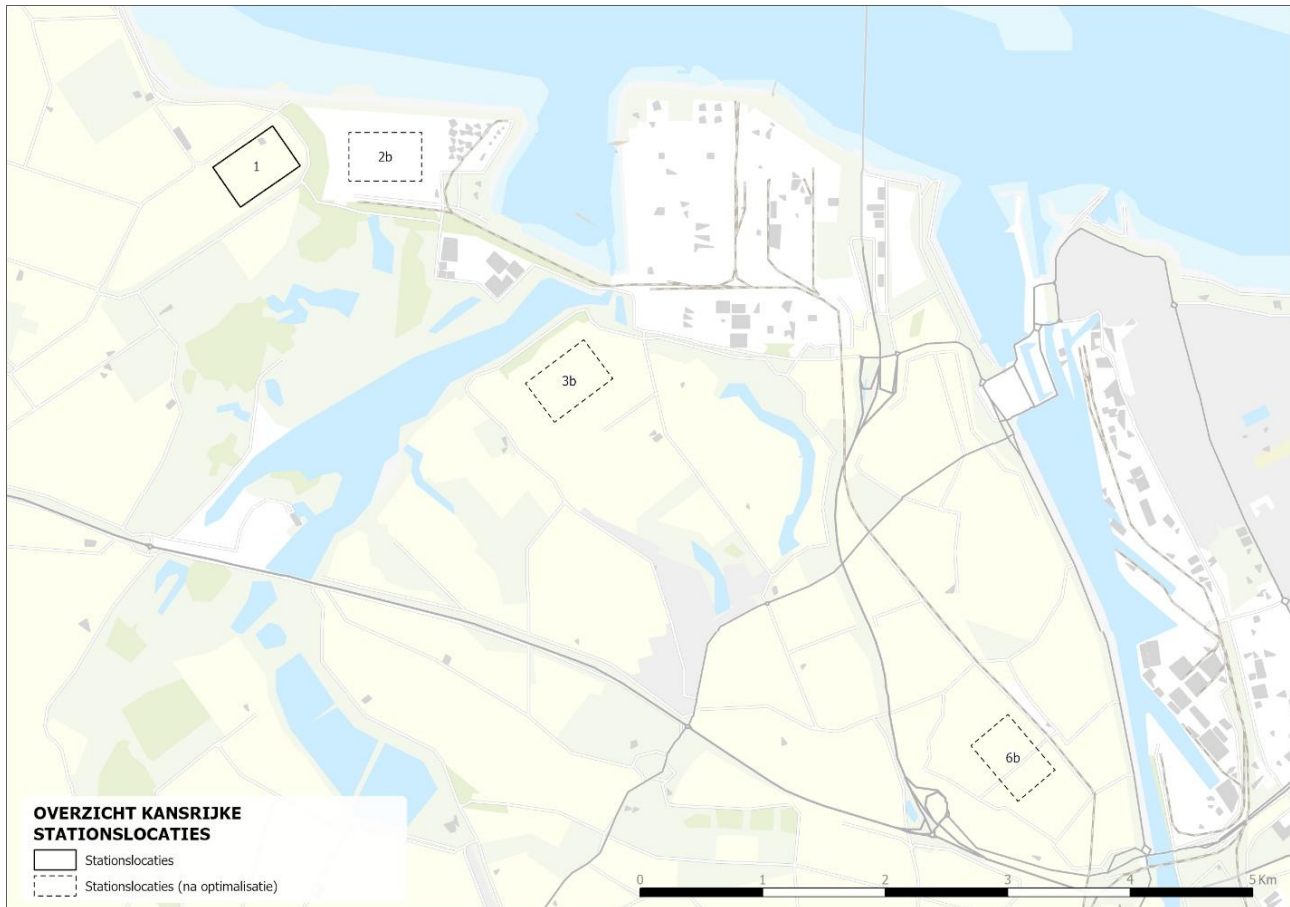 1
2b
3b
6b
OVERZICHT KANSRIJKE
STATIONSLOCATIES
Stationslocaties
Stationslocaties (na optimalisatie)
0 1 2 3 4 5 Km